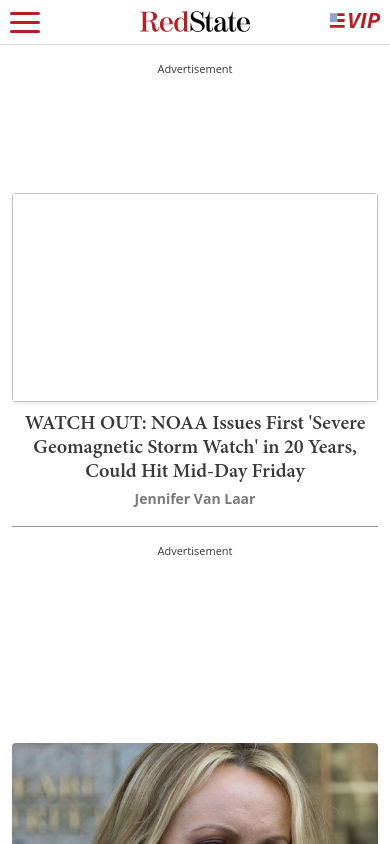 RedState
VIP
Advertisement
WATCH OUT: NOAA Issues First 'Severe
Geomagnetic Storm Watch' in 20 Years,
Could Hit Mid-Day Friday
Jennifer Van Laar
Advertisement